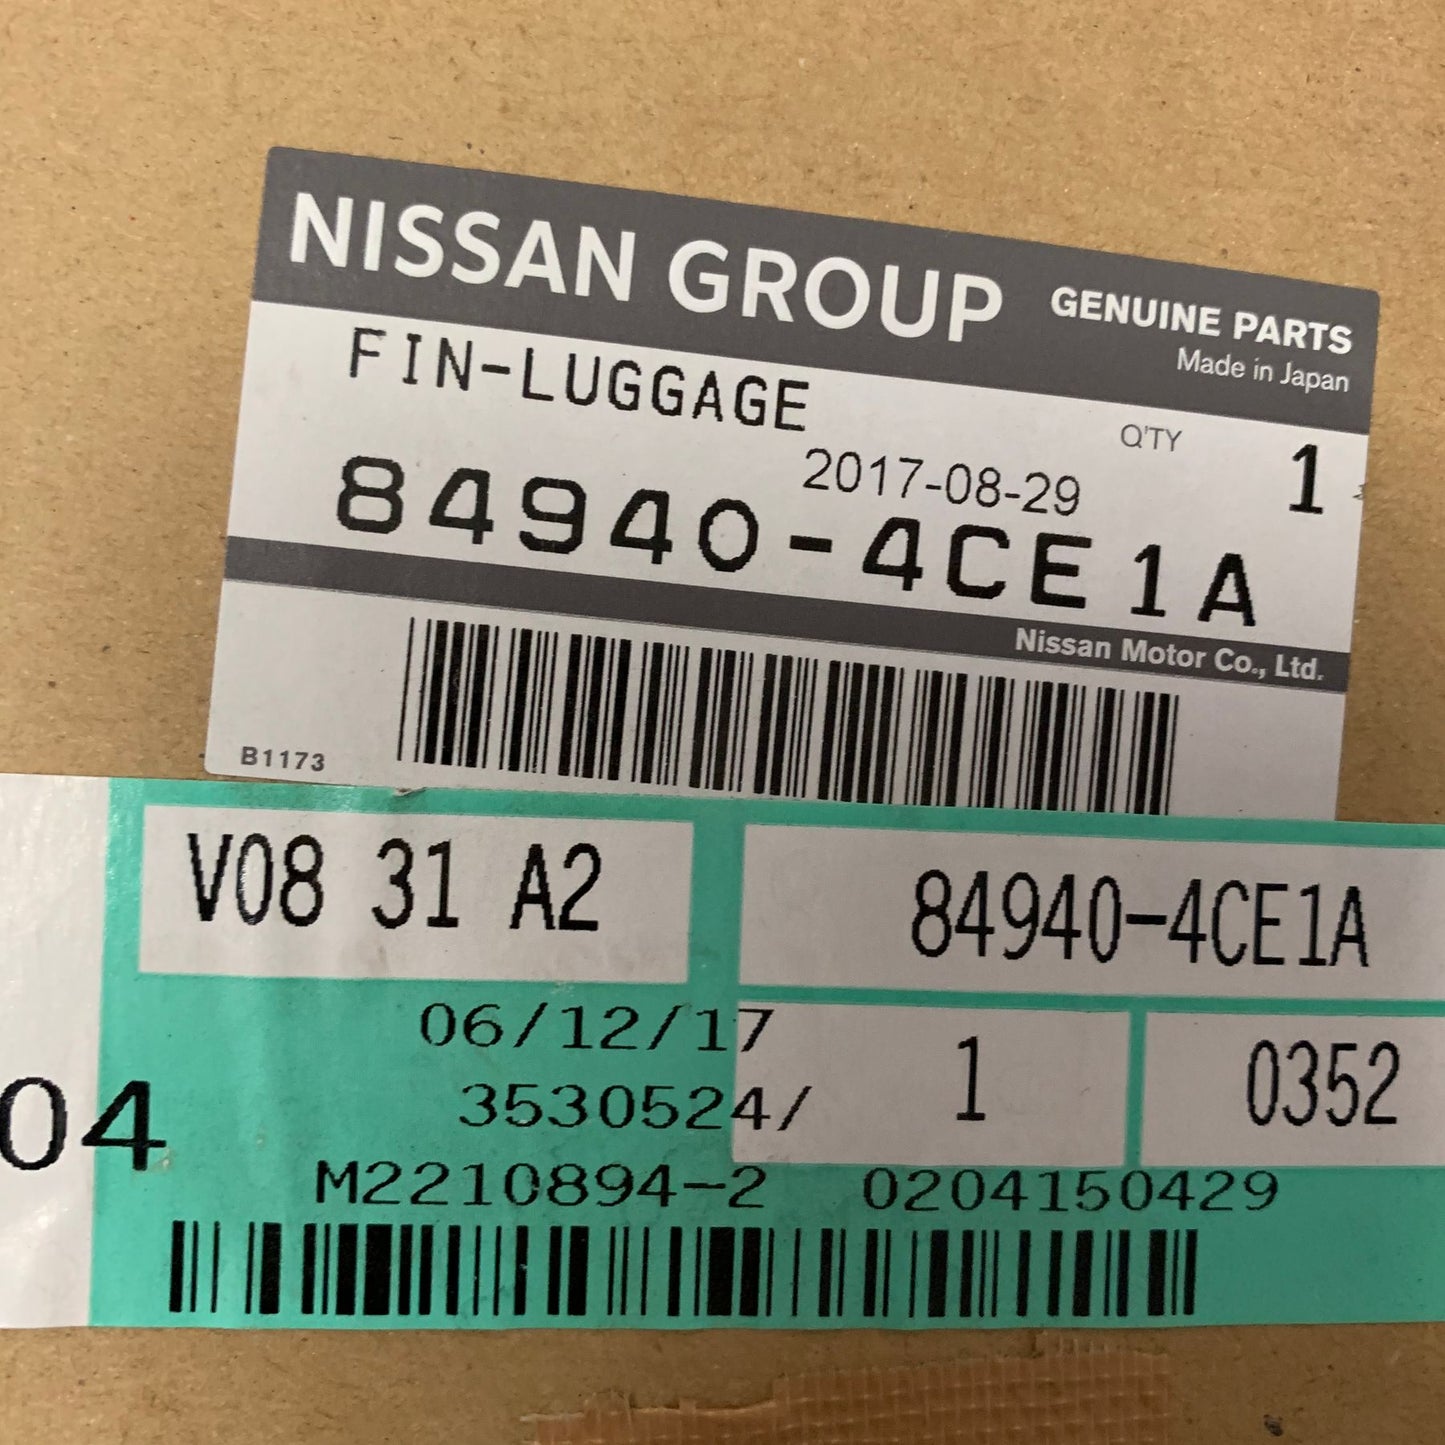 NISSAN GROUP GENUINE PARTS
Made in Japan
FIN-LUGGAGE
Q'TY 1
2017-08-29
84940-4CE1A
Nissan Motor Co., Ltd.
B1173
V08 31 A2
84940-4CE1A
06/12/17
1
0352
3530524/
04
M2210894-2 0204150429